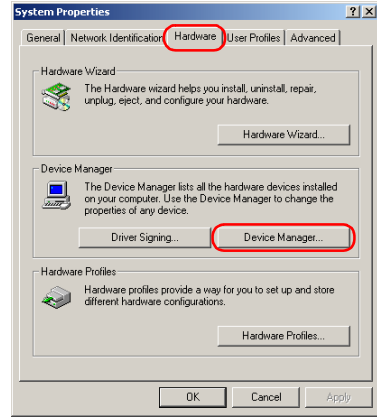 System Properties
General Network Identification Hardware User Profiles Advanced
Hardware Wizard
The Hardware wizard helps you install, uninstall, repair,
unplug, eject, and configure your hardware.
Hardware Wizard...
Device Manager
The Device Manager lists all the hardware devices installed
on your computer. Use the Device Manager to change the
properties of any device.
Driver Signing... Device Manager...
Hardware Profiles
Hardware profiles provide a way for you to set up and store
different hardware configurations.
Hardware Profiles...
OK Cancel Apply